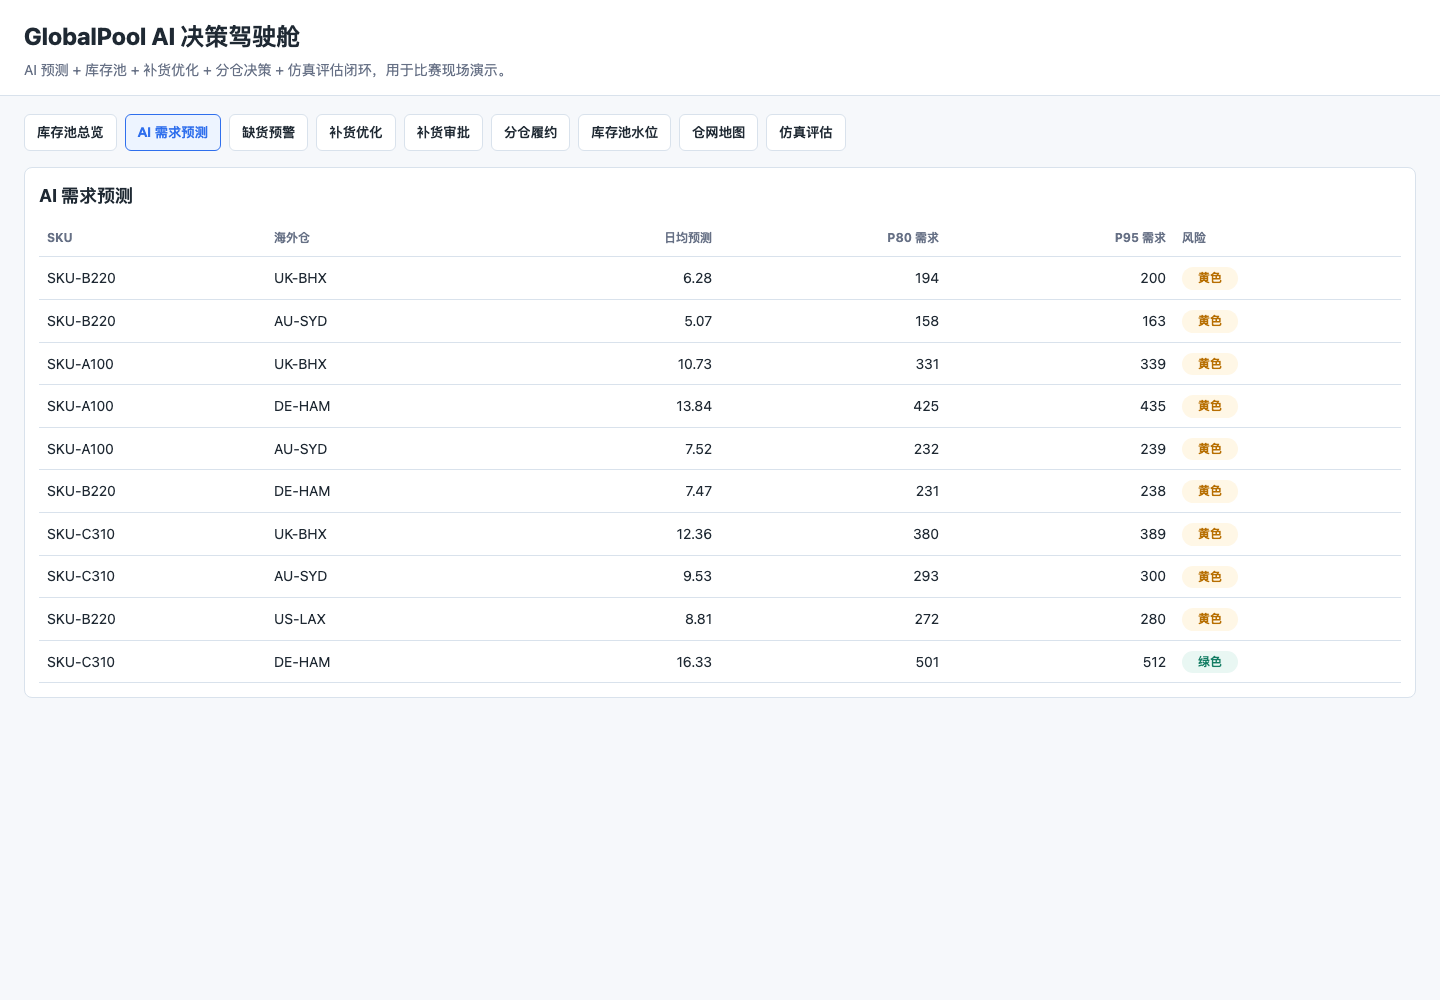 GlobalPool AI 决策驾驶舱
AI 预测 + 库存池 + 补货优化 + 分仓决策 + 仿真评估闭环，用于比赛现场演示。
库存池总览 AI 需求预测 缺货预警 补货优化 补货审批 分仓履约 库存池水位 仓网地图 仿真评估
AI 需求预测
SKU 海外仓 日均预测 P80 需求 P95 需求 风险
SKU-B220 UK-BHX 6.28 194 200 黄色
SKU-B220 AU-SYD 5.07 158 163 黄色
SKU-A100 UK-BHX 10.73 331 339 黄色
SKU-A100 DE-HAM 13.84 425 435 黄色
SKU-A100 AU-SYD 7.52 232 239 黄色
SKU-B220 DE-HAM 7.47 231 238 黄色
SKU-C310 UK-BHX 12.36 380 389 黄色
SKU-C310 AU-SYD 9.53 293 300 黄色
SKU-B220 US-LAX 8.81 272 280 黄色
SKU-C310 DE-HAM 16.33 501 512 绿色